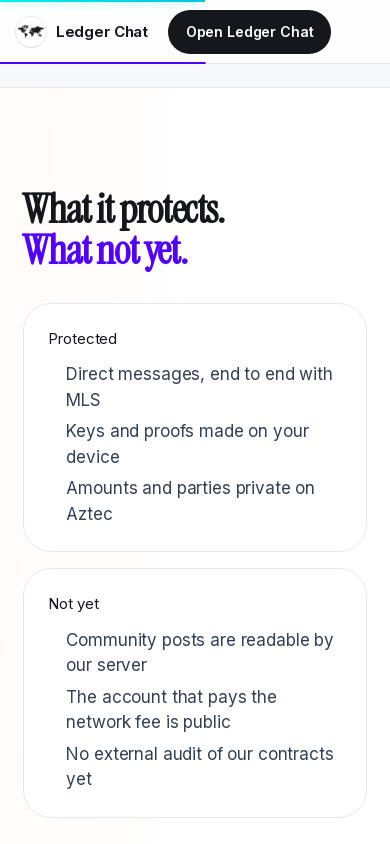 Ledger Chat
Open Ledger Chat
What it protects.
What not yet.
Protected
Direct messages, end to end with
MLS
Keys and proofs made on your
device
Amounts and parties private on
Aztec
Not yet
Community posts are readable by
our server
The account that pays the
network fee is public
No external audit of our contracts
yet